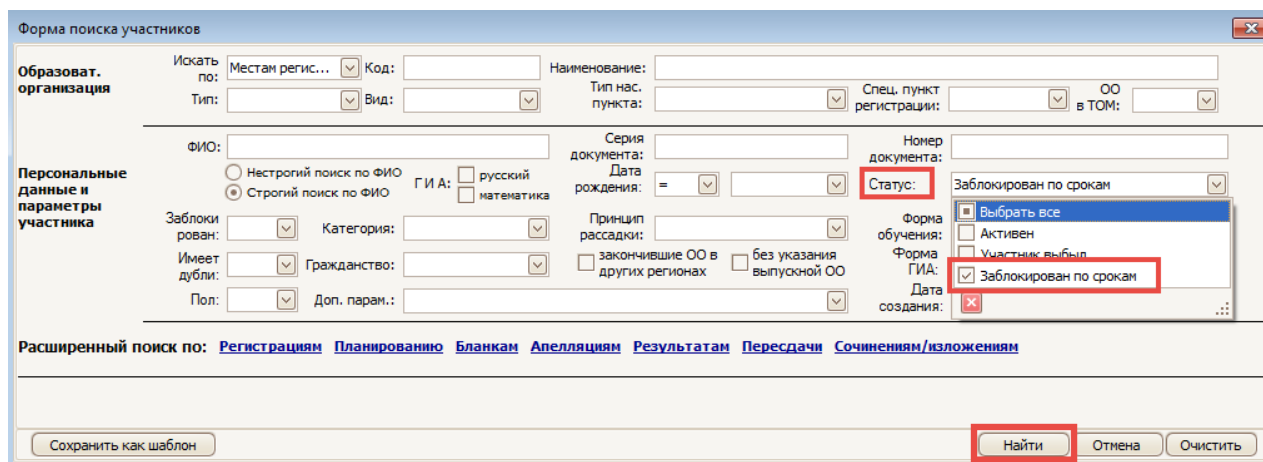 Форма поиска участников
Образоват. организация
Искать по: Местам регис... Код: Наименование:
Тип: Вид: Тип нас. пункта: Спец. пункт регистрации: ОО в ТОМ:
Персональные данные и параметры участника
ФИО: Серия документа: Номер документа:
Нестрогий поиск по ФИО
Строгий поиск по ФИО
ГИА: русский
математика
Дата рождения: =
Статус: Заблокирован по срокам
Выбрать все
Активен
Участник выбыл
Заблокирован по срокам
Заблоки рован: Категория: Принцип рассадки: Форма обучения:
Имеет дубли: Гражданство: закончившие ОО в других регионах без указания выпускной ОО Форма ГИА:
Пол: Доп. парам.: Дата создания:
Расширенный поиск по: Регистрациям Планированию Бланкам Апелляциям Результатам Пересдачи Сочинениям/изложениям
Сохранить как шаблон Найти Отмена Очистить